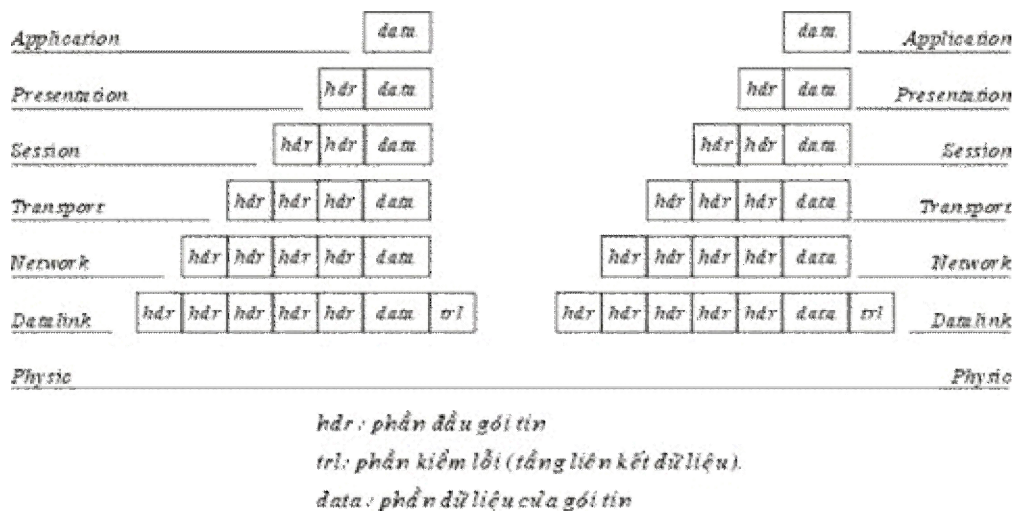 Application data data Application
Presentation hdr data hdr data Presentation
Session hdr hdr data hdr hdr data Session
Transport hdr hdr hdr data hdr hdr hdr data Transport
Network hdr hdr hdr hdr data hdr hdr hdr hdr data Network
Datalink hdr hdr hdr hdr hdr data trl hdr hdr hdr hdr hdr data trl Datalink
Physic Physic
hdr : phần đầu gói tin
trl: phần kiểm lỗi (tầng liên kết dữ liệu).
data : phần dữ liệu của gói tin